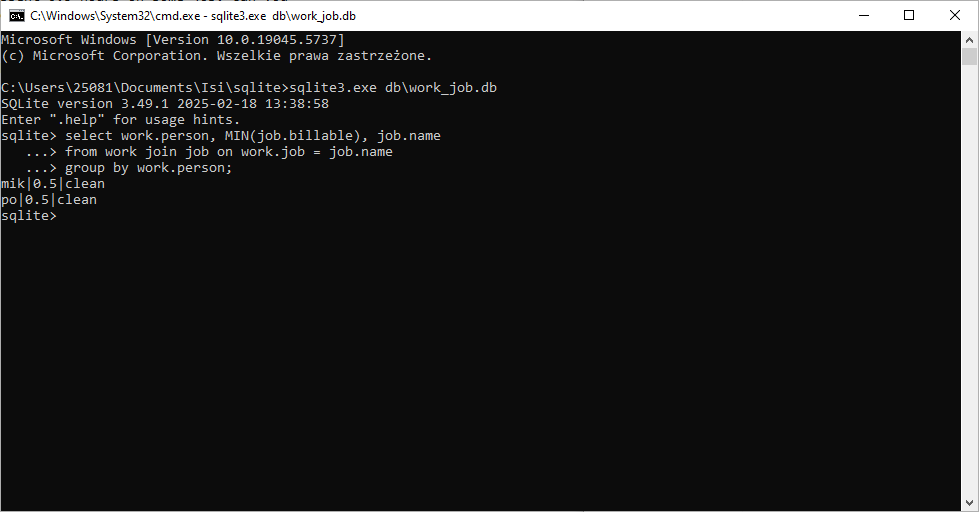 C:\Windows\System32\cmd.exe - sqlite3.exe  db\work_job.db
Microsoft Windows [Version 10.0.19045.5737]
(c) Microsoft Corporation. Wszelkie prawa zastrzeżone.
C:\Users\25081\Documents\Isi\sqlite>sqlite3.exe db\work_job.db
SQLite version 3.49.1 2025-02-18 13:38:58
Enter ".help" for usage hints.
sqlite> select work.person, MIN(job.billable), job.name
   ...> from work join job on work.job = job.name
   ...> group by work.person;
mik|0.5|clean
po|0.5|clean
sqlite>